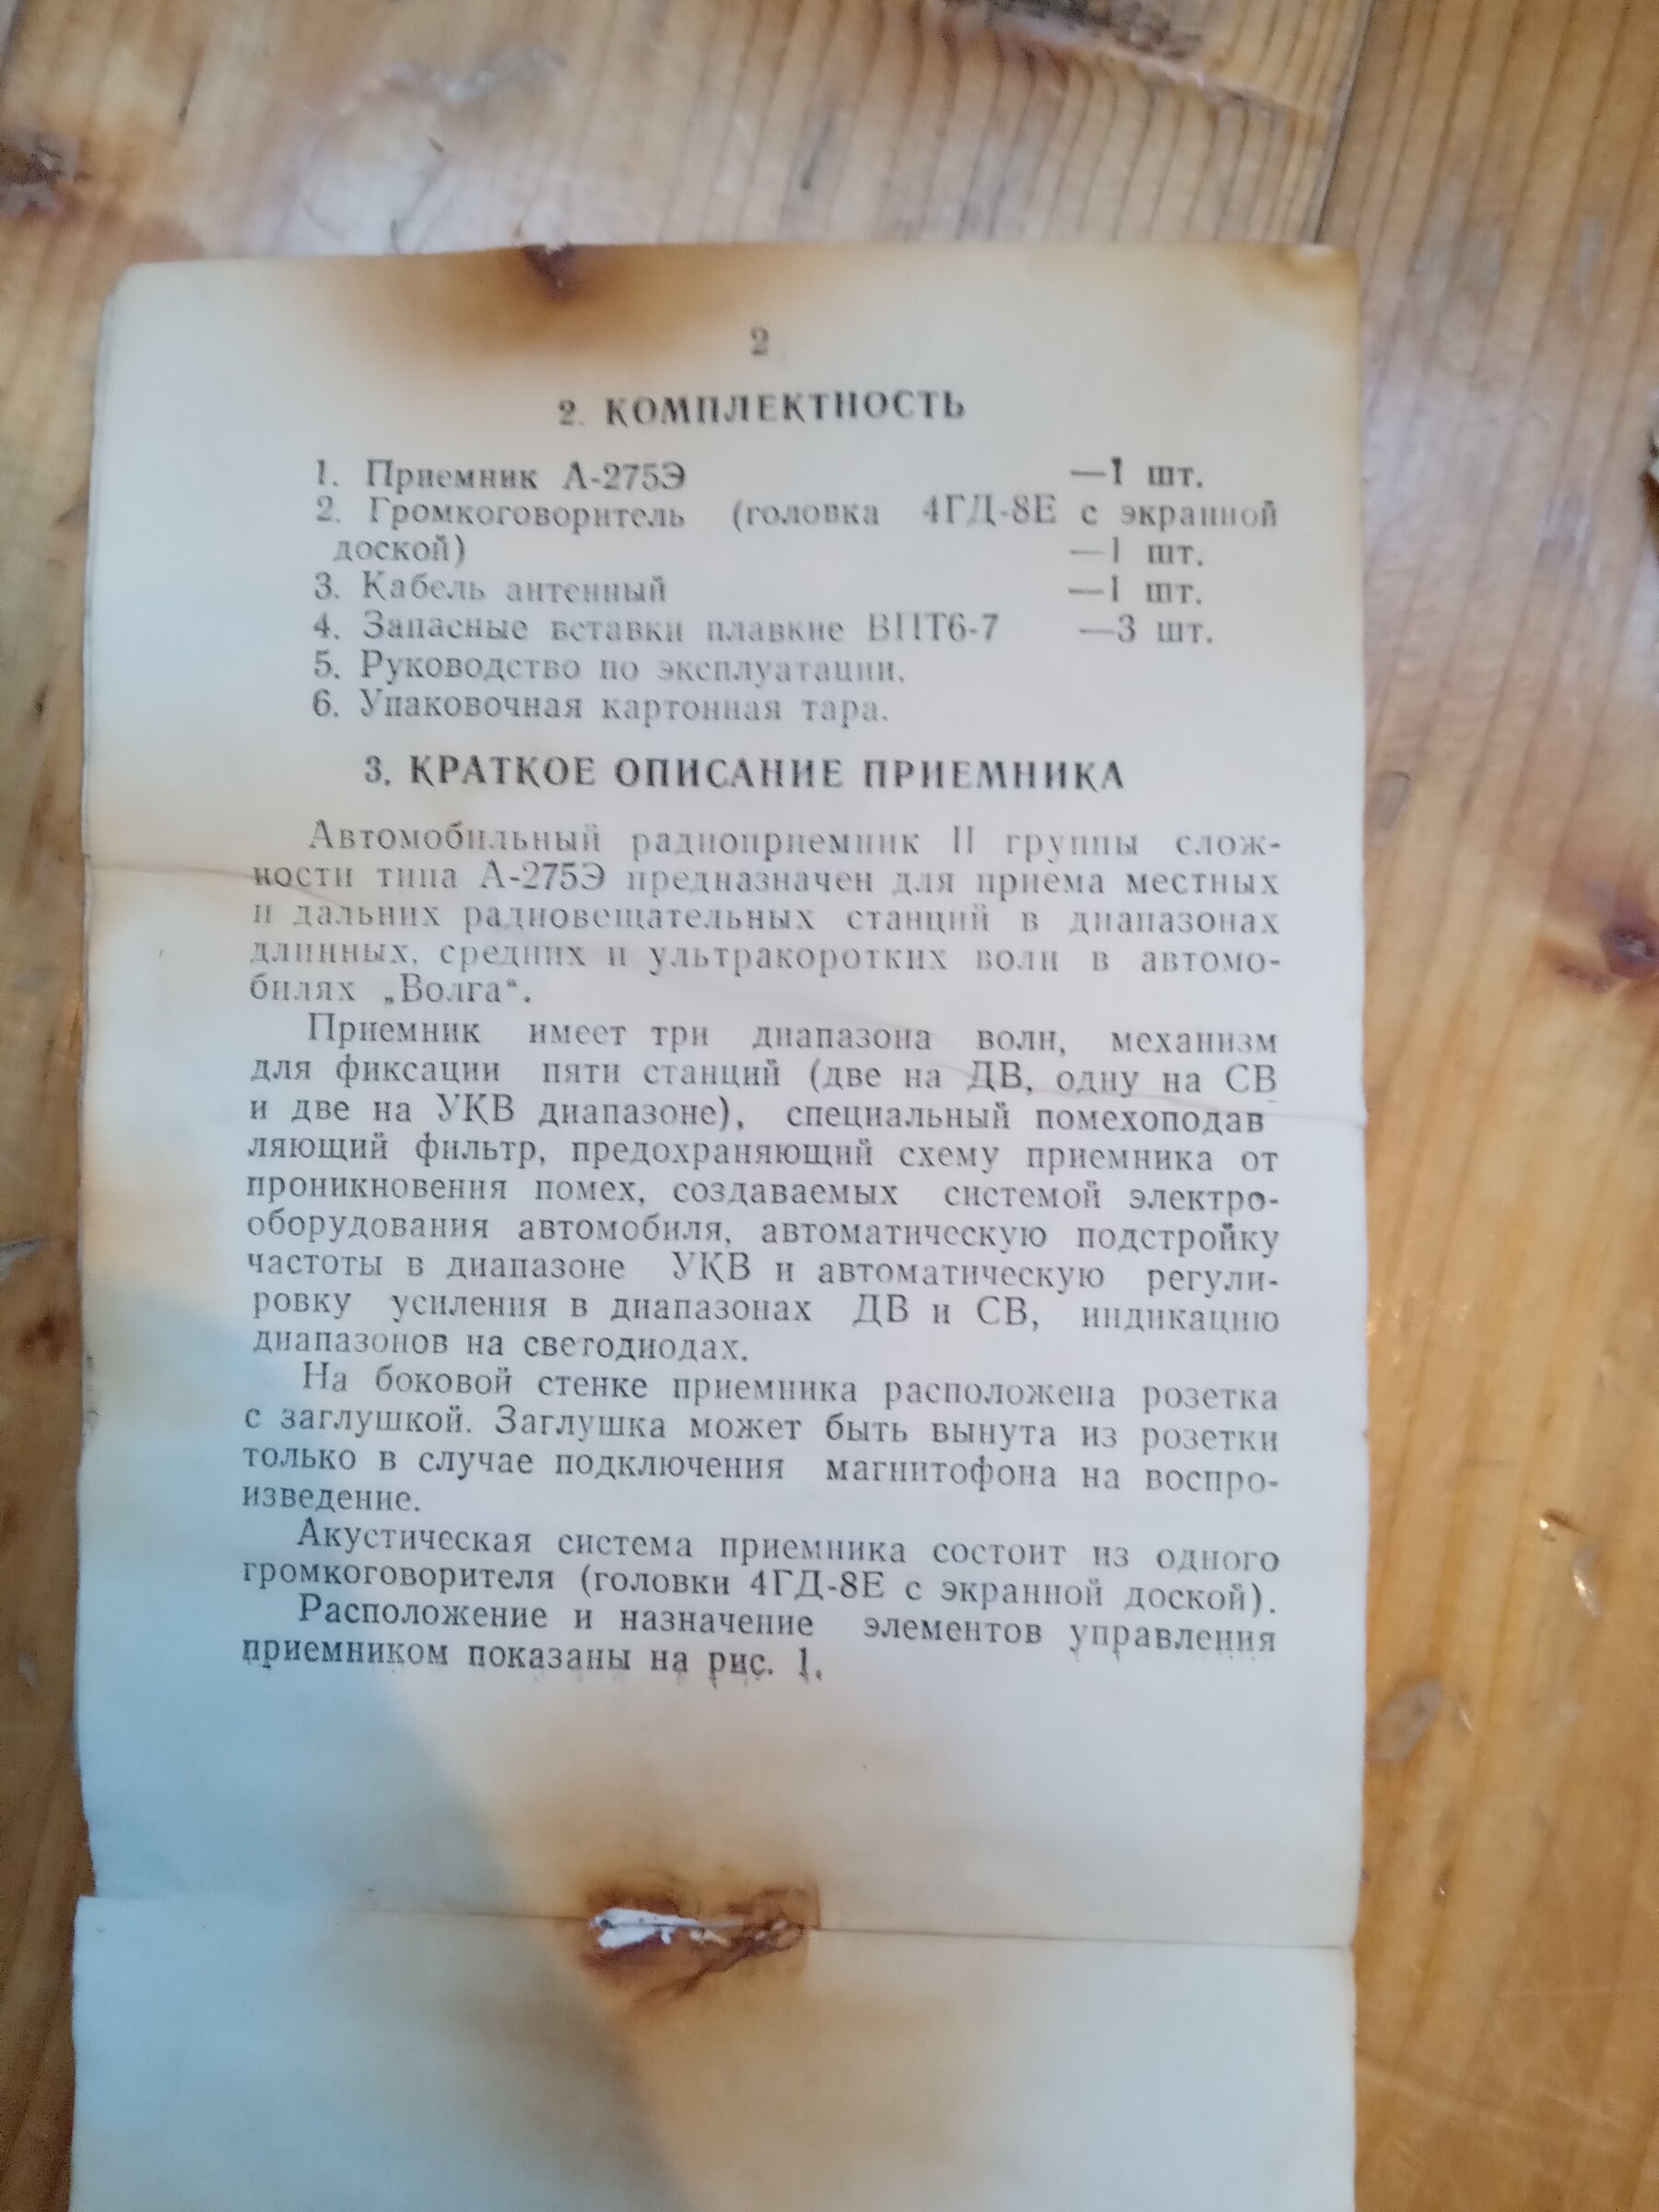 2
2. КОМПЛЕКТНОСТЬ
1. Приемник А-275Э —1 шт.
2. Громкоговоритель (головка 4ГД-8Е с экранной
доской) —1 шт.
3. Кабель антенный —1 шт.
4. Запасные вставки плавкие ВПТ6-7 —3 шт.
5. Руководство по эксплуатации.
6. Упаковочная картонная тара.
3. КРАТКОЕ ОПИСАНИЕ ПРИЕМНИКА
Автомобильный радиоприемник II группы слож-
ности типа А-275Э предназначен для приема местных
и дальних радиовещательных станций в диапазонах
длинных, средних и ультракоротких волн в автомо-
билях „Волга“.
Приемник имеет три диапазона волн, механизм
для фиксации пяти станций (две на ДВ, одну на СВ
и две на УКВ диапазоне), специальный помехоподав
ляющий фильтр, предохраняющий схему приемника от
проникновения помех, создаваемых системой электро-
оборудования автомобиля, автоматическую подстройку
частоты в диапазоне УКВ и автоматическую регули-
ровку усиления в диапазонах ДВ и СВ, индикацию
диапазонов на светодиодах.
На боковой стенке приемника расположена розетка
с заглушкой. Заглушка может быть вынута из розетки
только в случае подключения магнитофона на воспро-
изведение.
Акустическая система приемника состоит из одного
громкоговорителя (головки 4ГД-8Е с экранной доской).
Расположение и назначение элементов управления
приемником показаны на рис. 1.